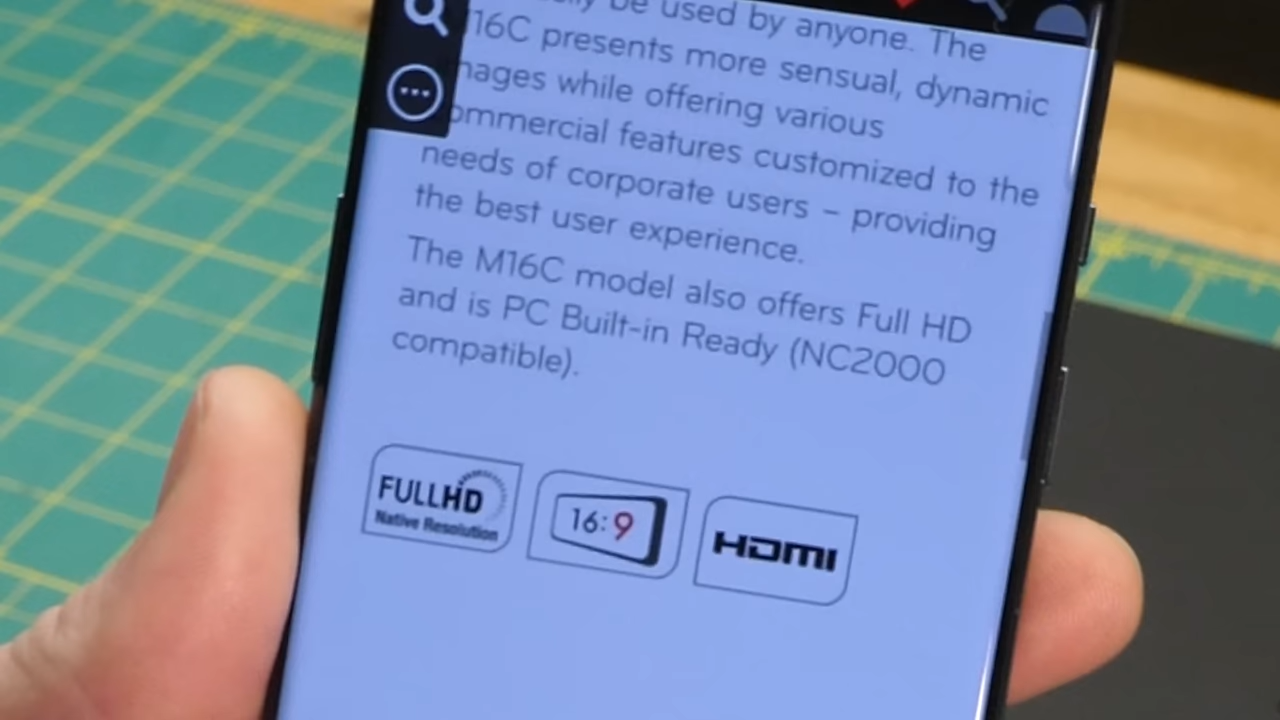 be used by anyone. The
16C presents more sensual, dynamic
mages while offering various
ommercial features customized to the
needs of corporate users – providing
the best user experience.
The M16C model also offers Full HD
and is PC Built-in Ready (NC2000
compatible).
FULLHD
Native Resolution
16:9
HDMI